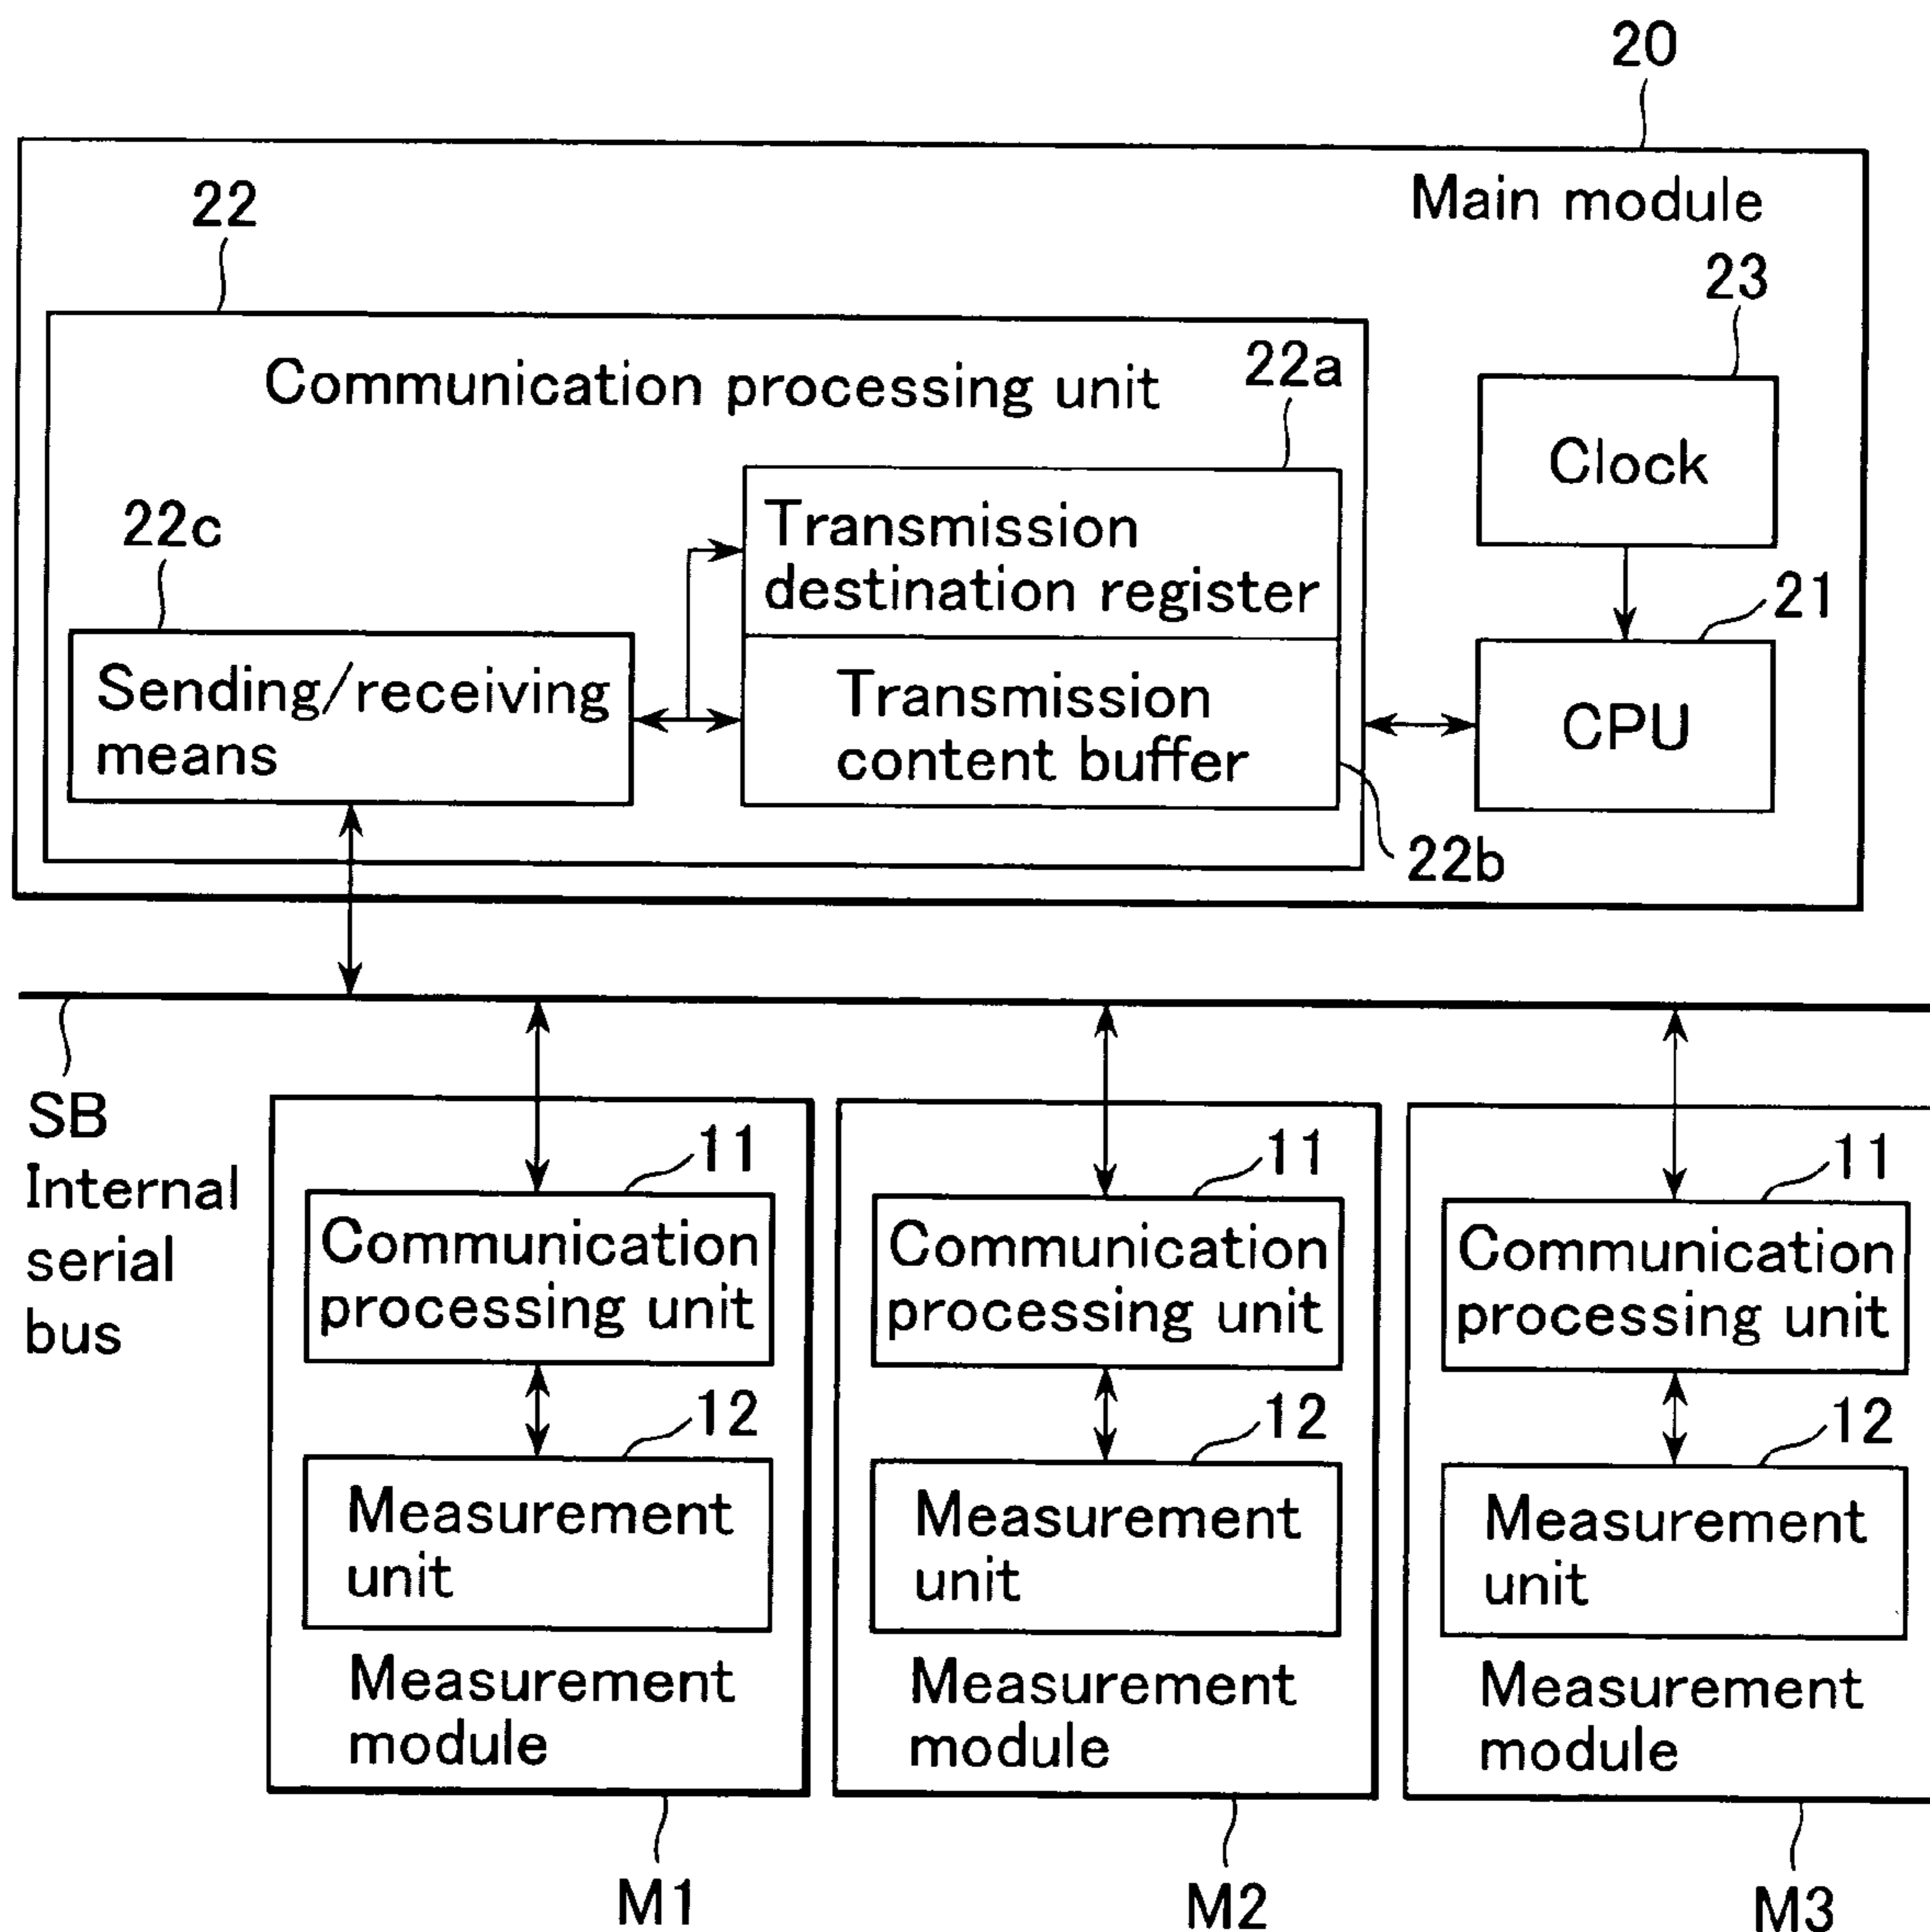 20
Main module
22
23
Communication processing unit
22a
Clock
22c
Transmission
destination register
21
Sending/receiving
means
Transmission
content buffer
CPU
22b
SB
Internal
serial
bus
11
Communication
processing unit
12
Measurement
unit
Measurement
module
M1
11
Communication
processing unit
12
Measurement
unit
Measurement
module
M2
11
Communication
processing unit
12
Measurement
unit
Measurement
module
M3